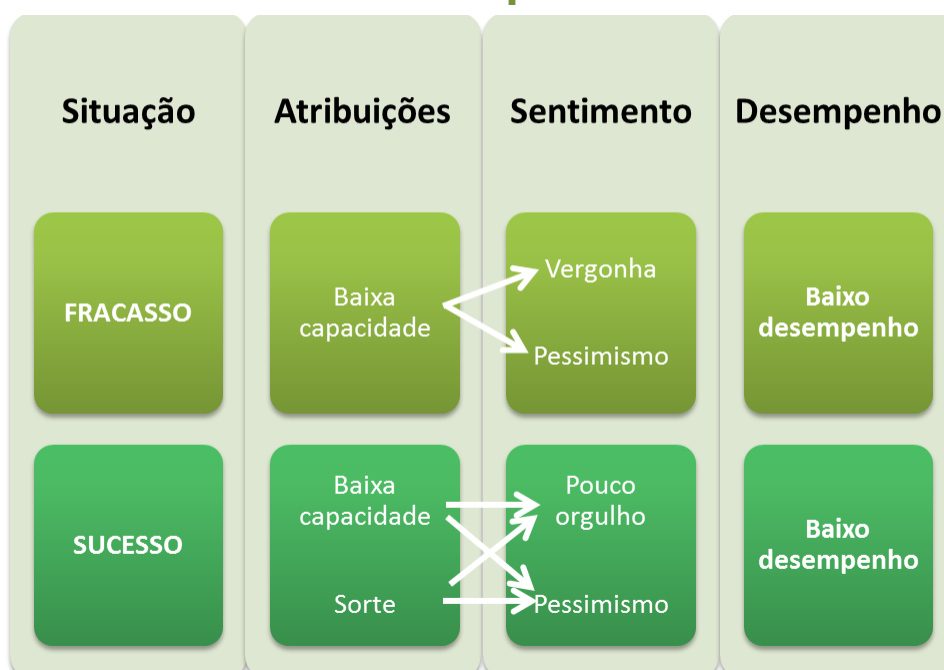 Situação
Atribuições
Sentimento
Desempenho
FRACASSO
Baixa
capacidade
Vergonha
Pessimismo
Baixo
desempenho
SUCESSO
Baixa
capacidade
Sorte
Pouco
orgulho
Pessimismo
Baixo
desempenho